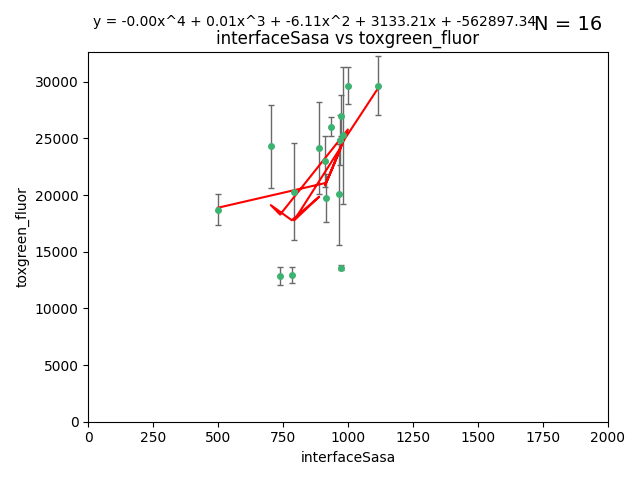 y = -0.00x^4 + 0.01x^3 + -6.11x^2 + 3133.21x + -562897.34
N = 16
interfaceSasa vs toxgreen_fluor
30000
25000
20000
15000
10000
5000
0
toxgreen_fluor
0 250 500 750 1000 1250 1500 1750 2000
interfaceSasa